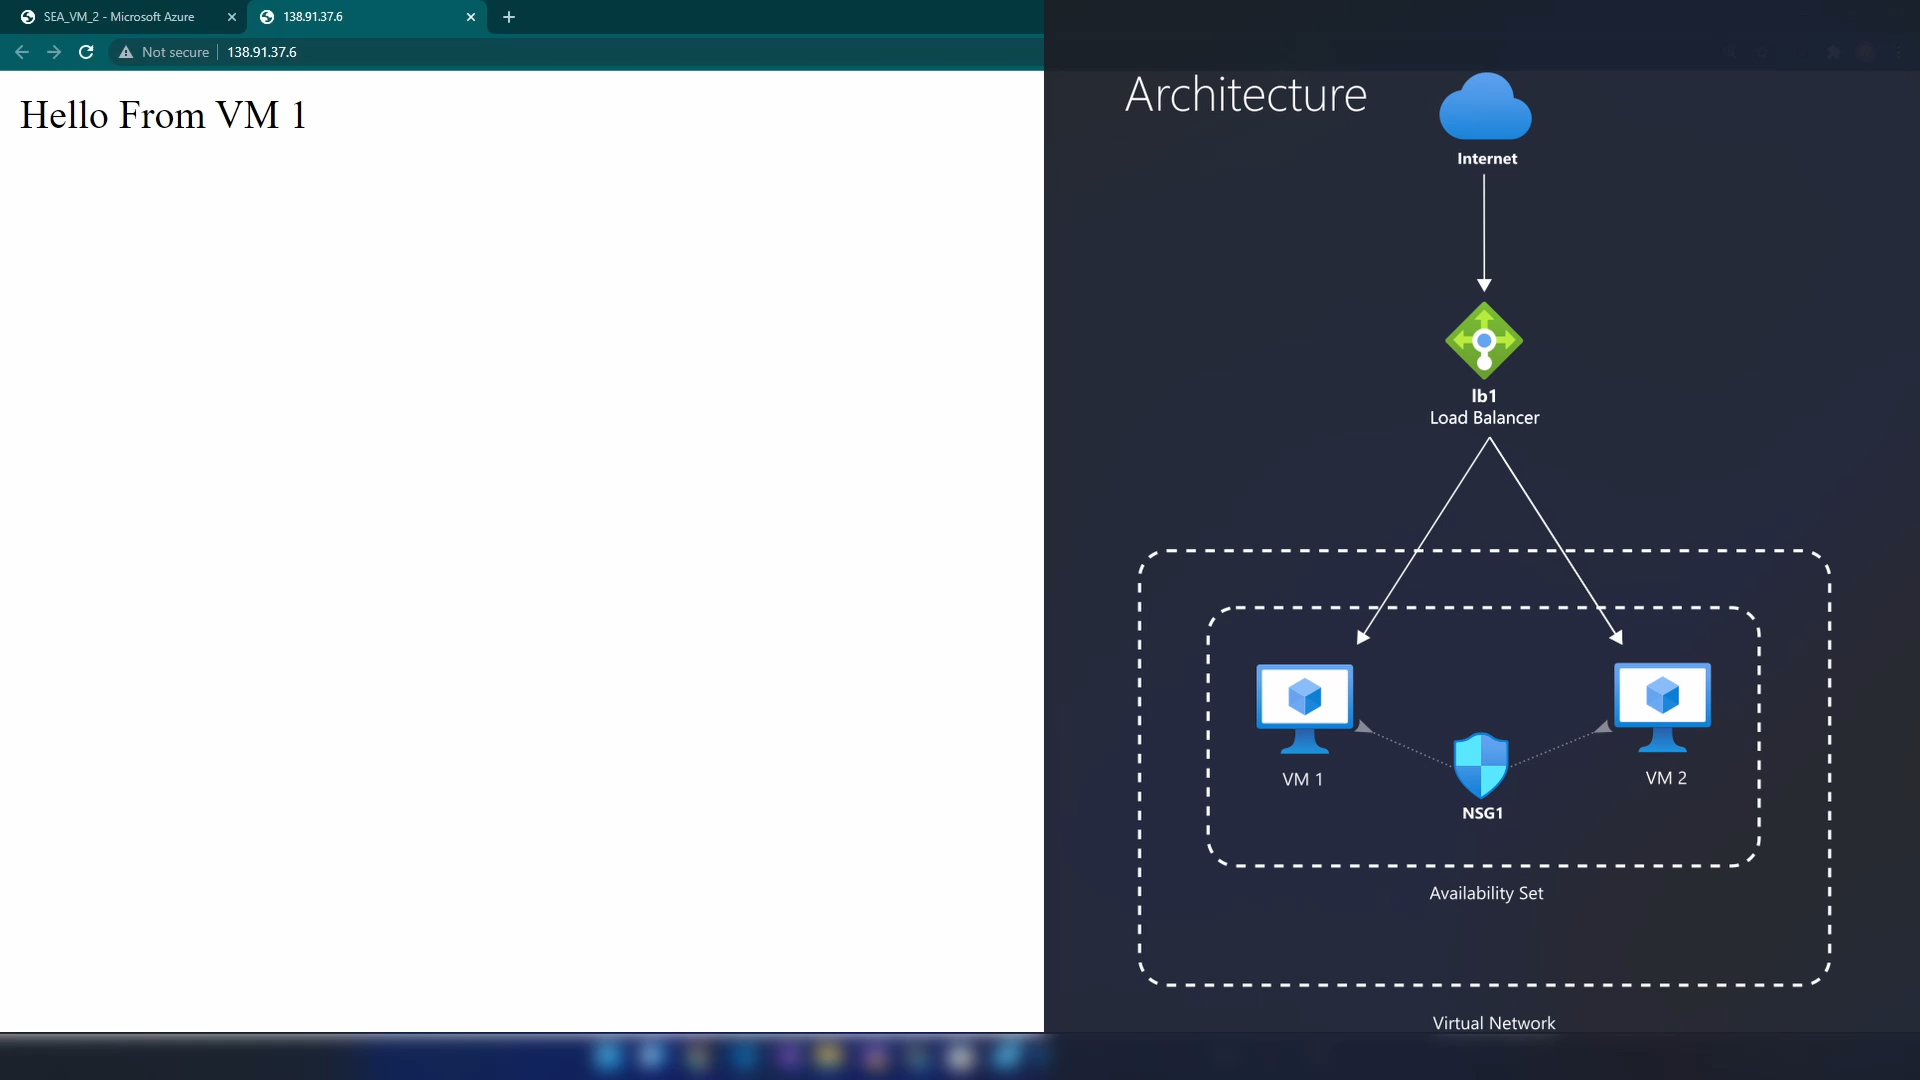 SEA_VM_2 - Microsoft Azure
138.91.37.6
Not secure
138.91.37.6
Hello From VM 1
Architecture
Internet
lb1
Load Balancer
VM 1
VM 2
NSG1
Availability Set
Virtual Network